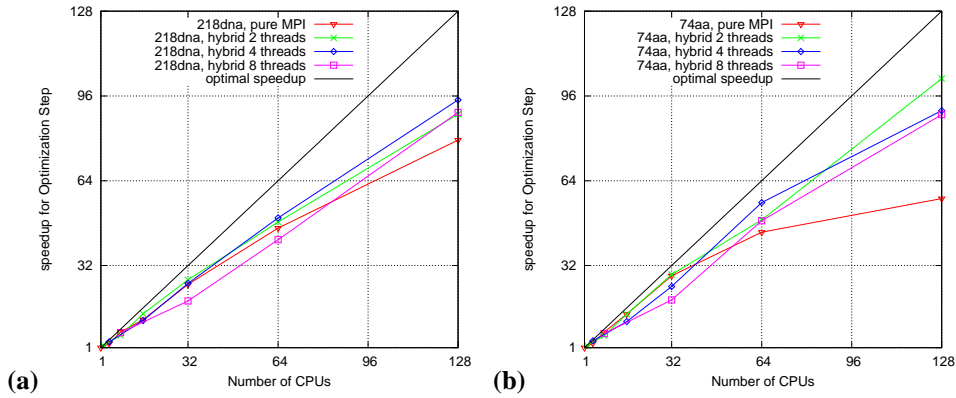 128
96
64
32
1
1
32
64
96
128
speedup for Optimization Step
Number of CPUs
218dna, pure MPI
218dna, hybrid 2 threads
218dna, hybrid 4 threads
218dna, hybrid 8 threads
optimal speedup
(a)
128
96
64
32
1
1
32
64
96
128
speedup for Optimization Step
Number of CPUs
74aa, pure MPI
74aa, hybrid 2 threads
74aa, hybrid 4 threads
74aa, hybrid 8 threads
optimal speedup
(b)